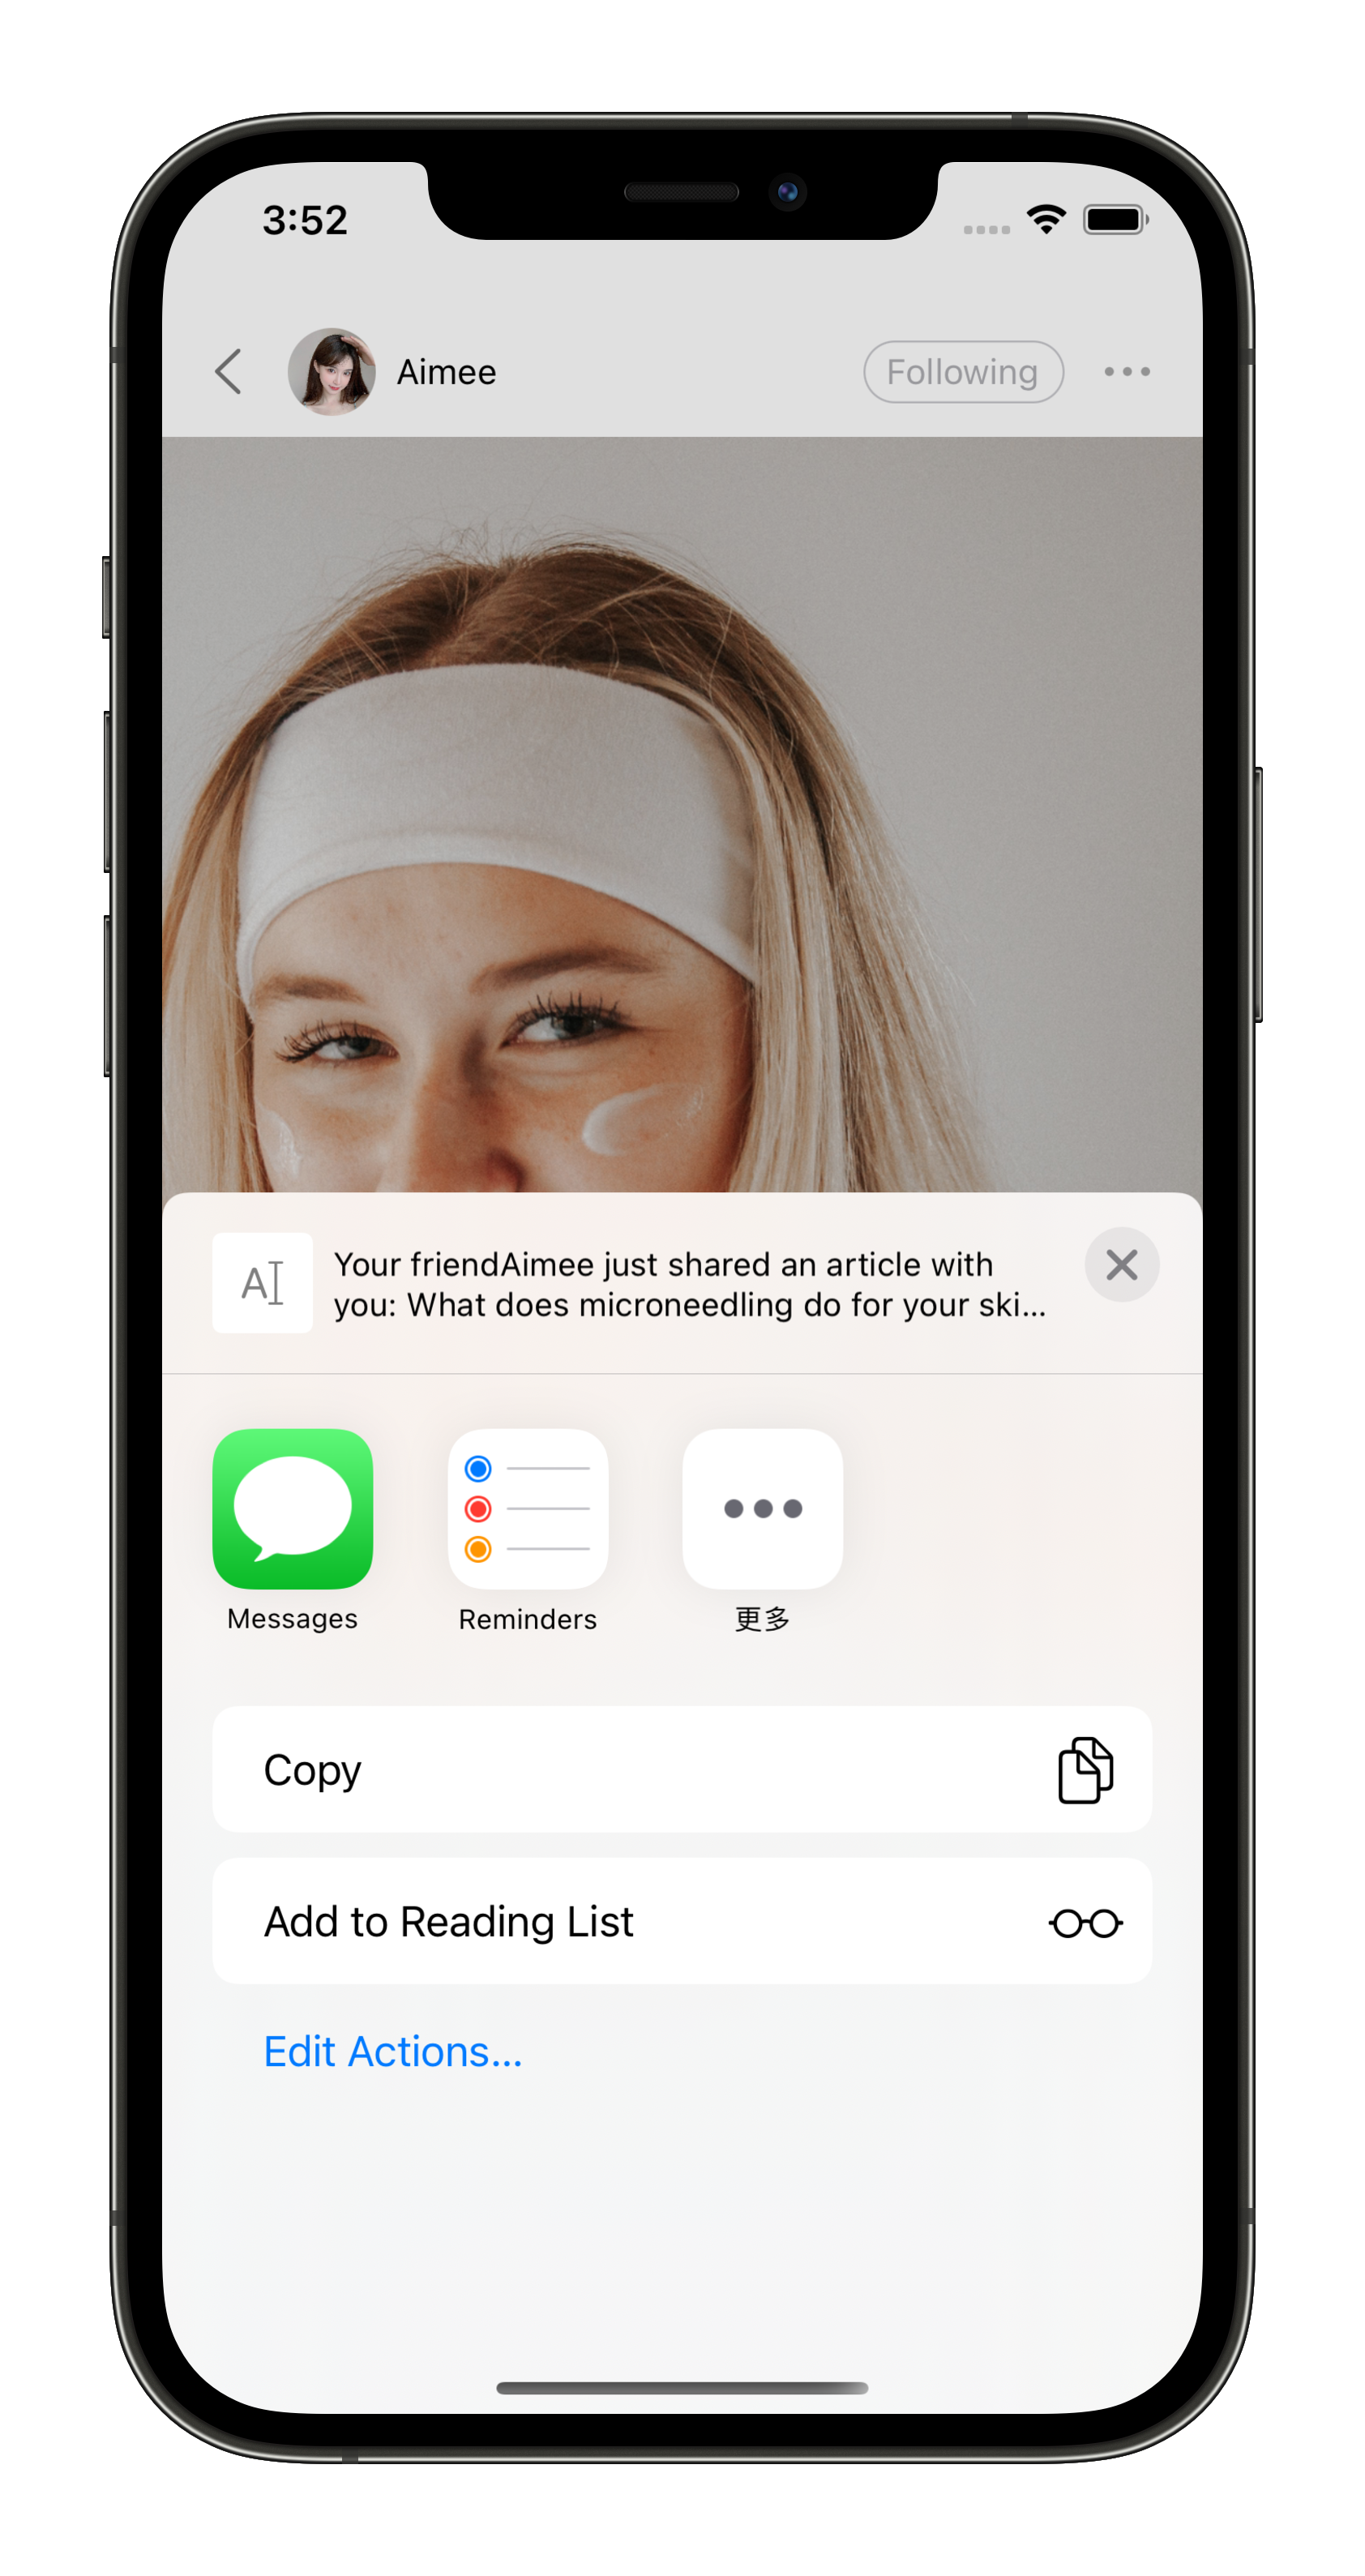 3:52
Aimee
Following
Your friendAimee just shared an article with
you: What does microneedling do for your ski...
Messages
Reminders
更多
Copy
Add to Reading List
Edit Actions...